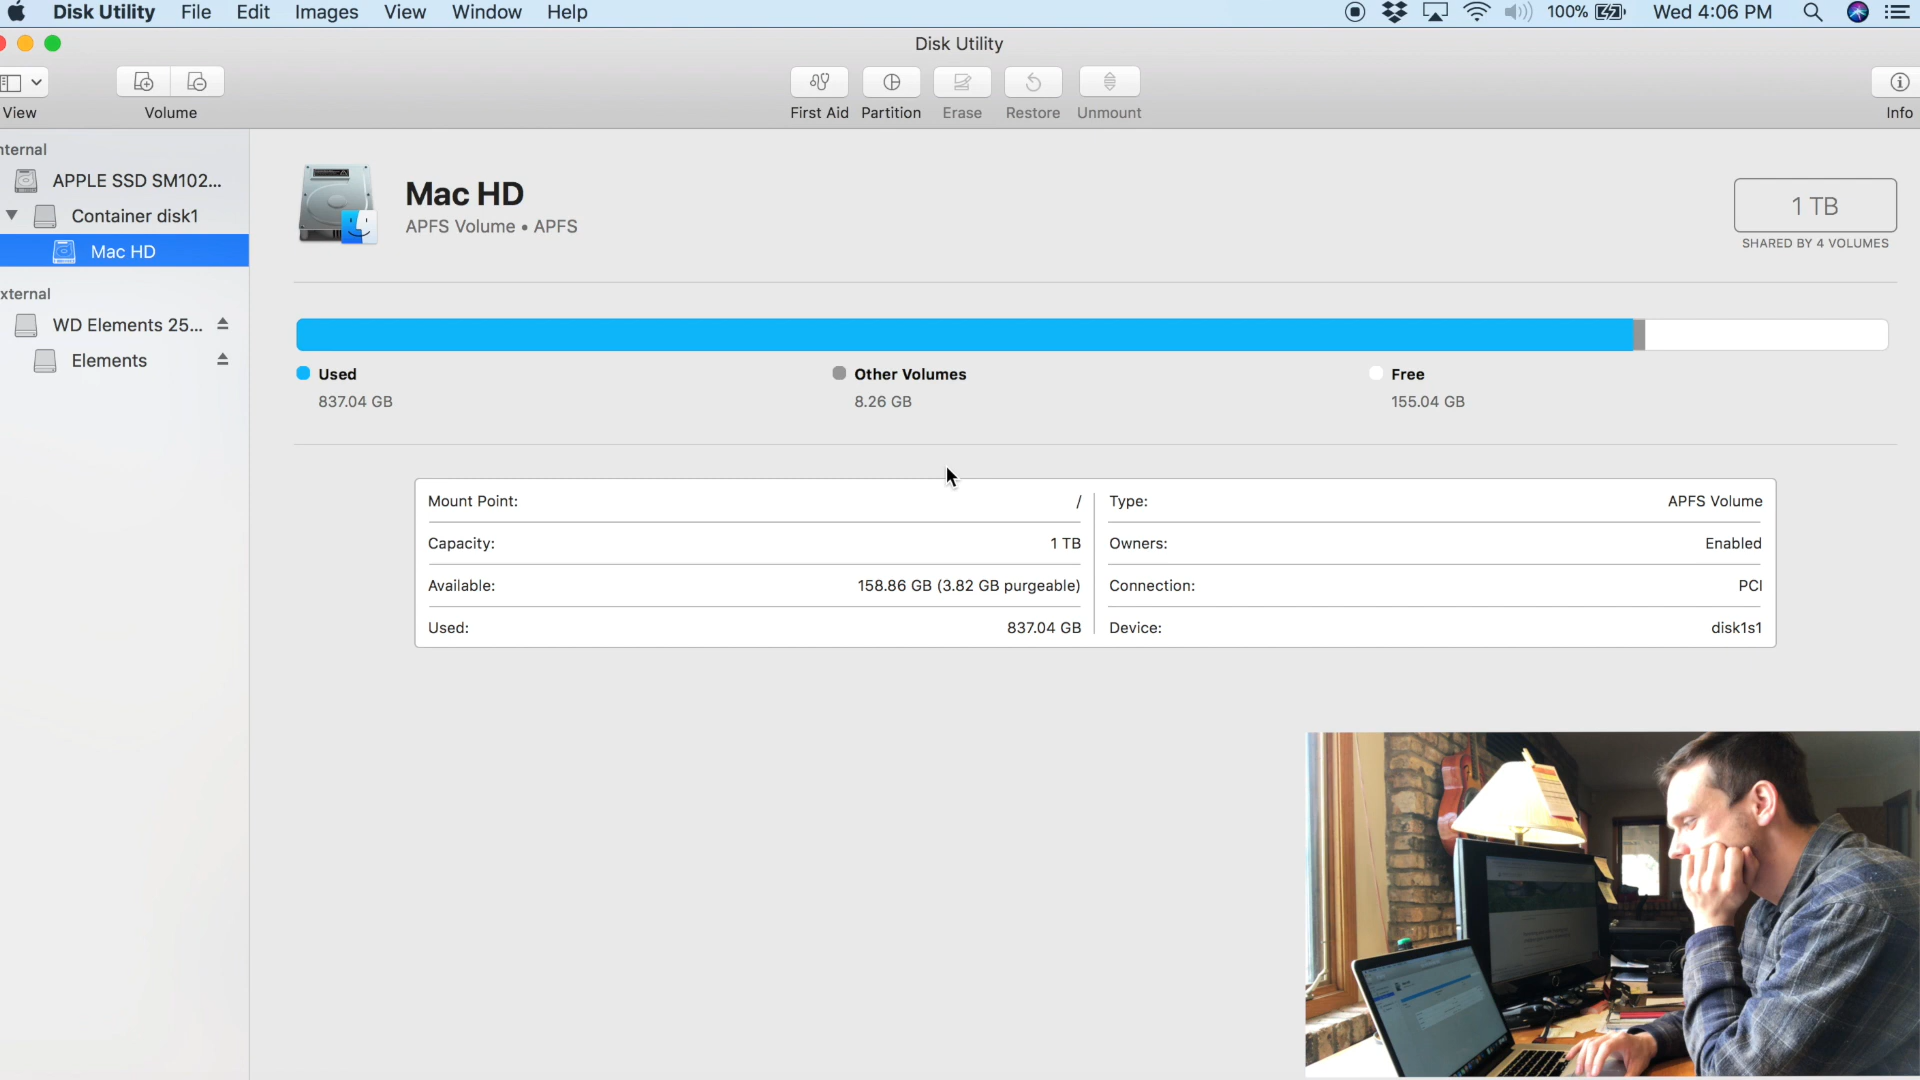 Disk Utility File Edit Images View Window Help 100% Wed 4:06 PM
Disk Utility
View Volume First Aid Partition Erase Restore Unmount Info
nternal
APPLE SSD SM102...
Container disk1
Mac HD
xternal
WD Elements 25...
Elements
Mac HD
APFS Volume • APFS
1 TB
SHARED BY 4 VOLUMES
Used
837.04 GB
Other Volumes
8.26 GB
Free
155.04 GB
Mount Point: /
Capacity: 1 TB
Available: 158.86 GB (3.82 GB purgeable)
Used: 837.04 GB
Type: APFS Volume
Owners: Enabled
Connection: PCI
Device: disk1s1